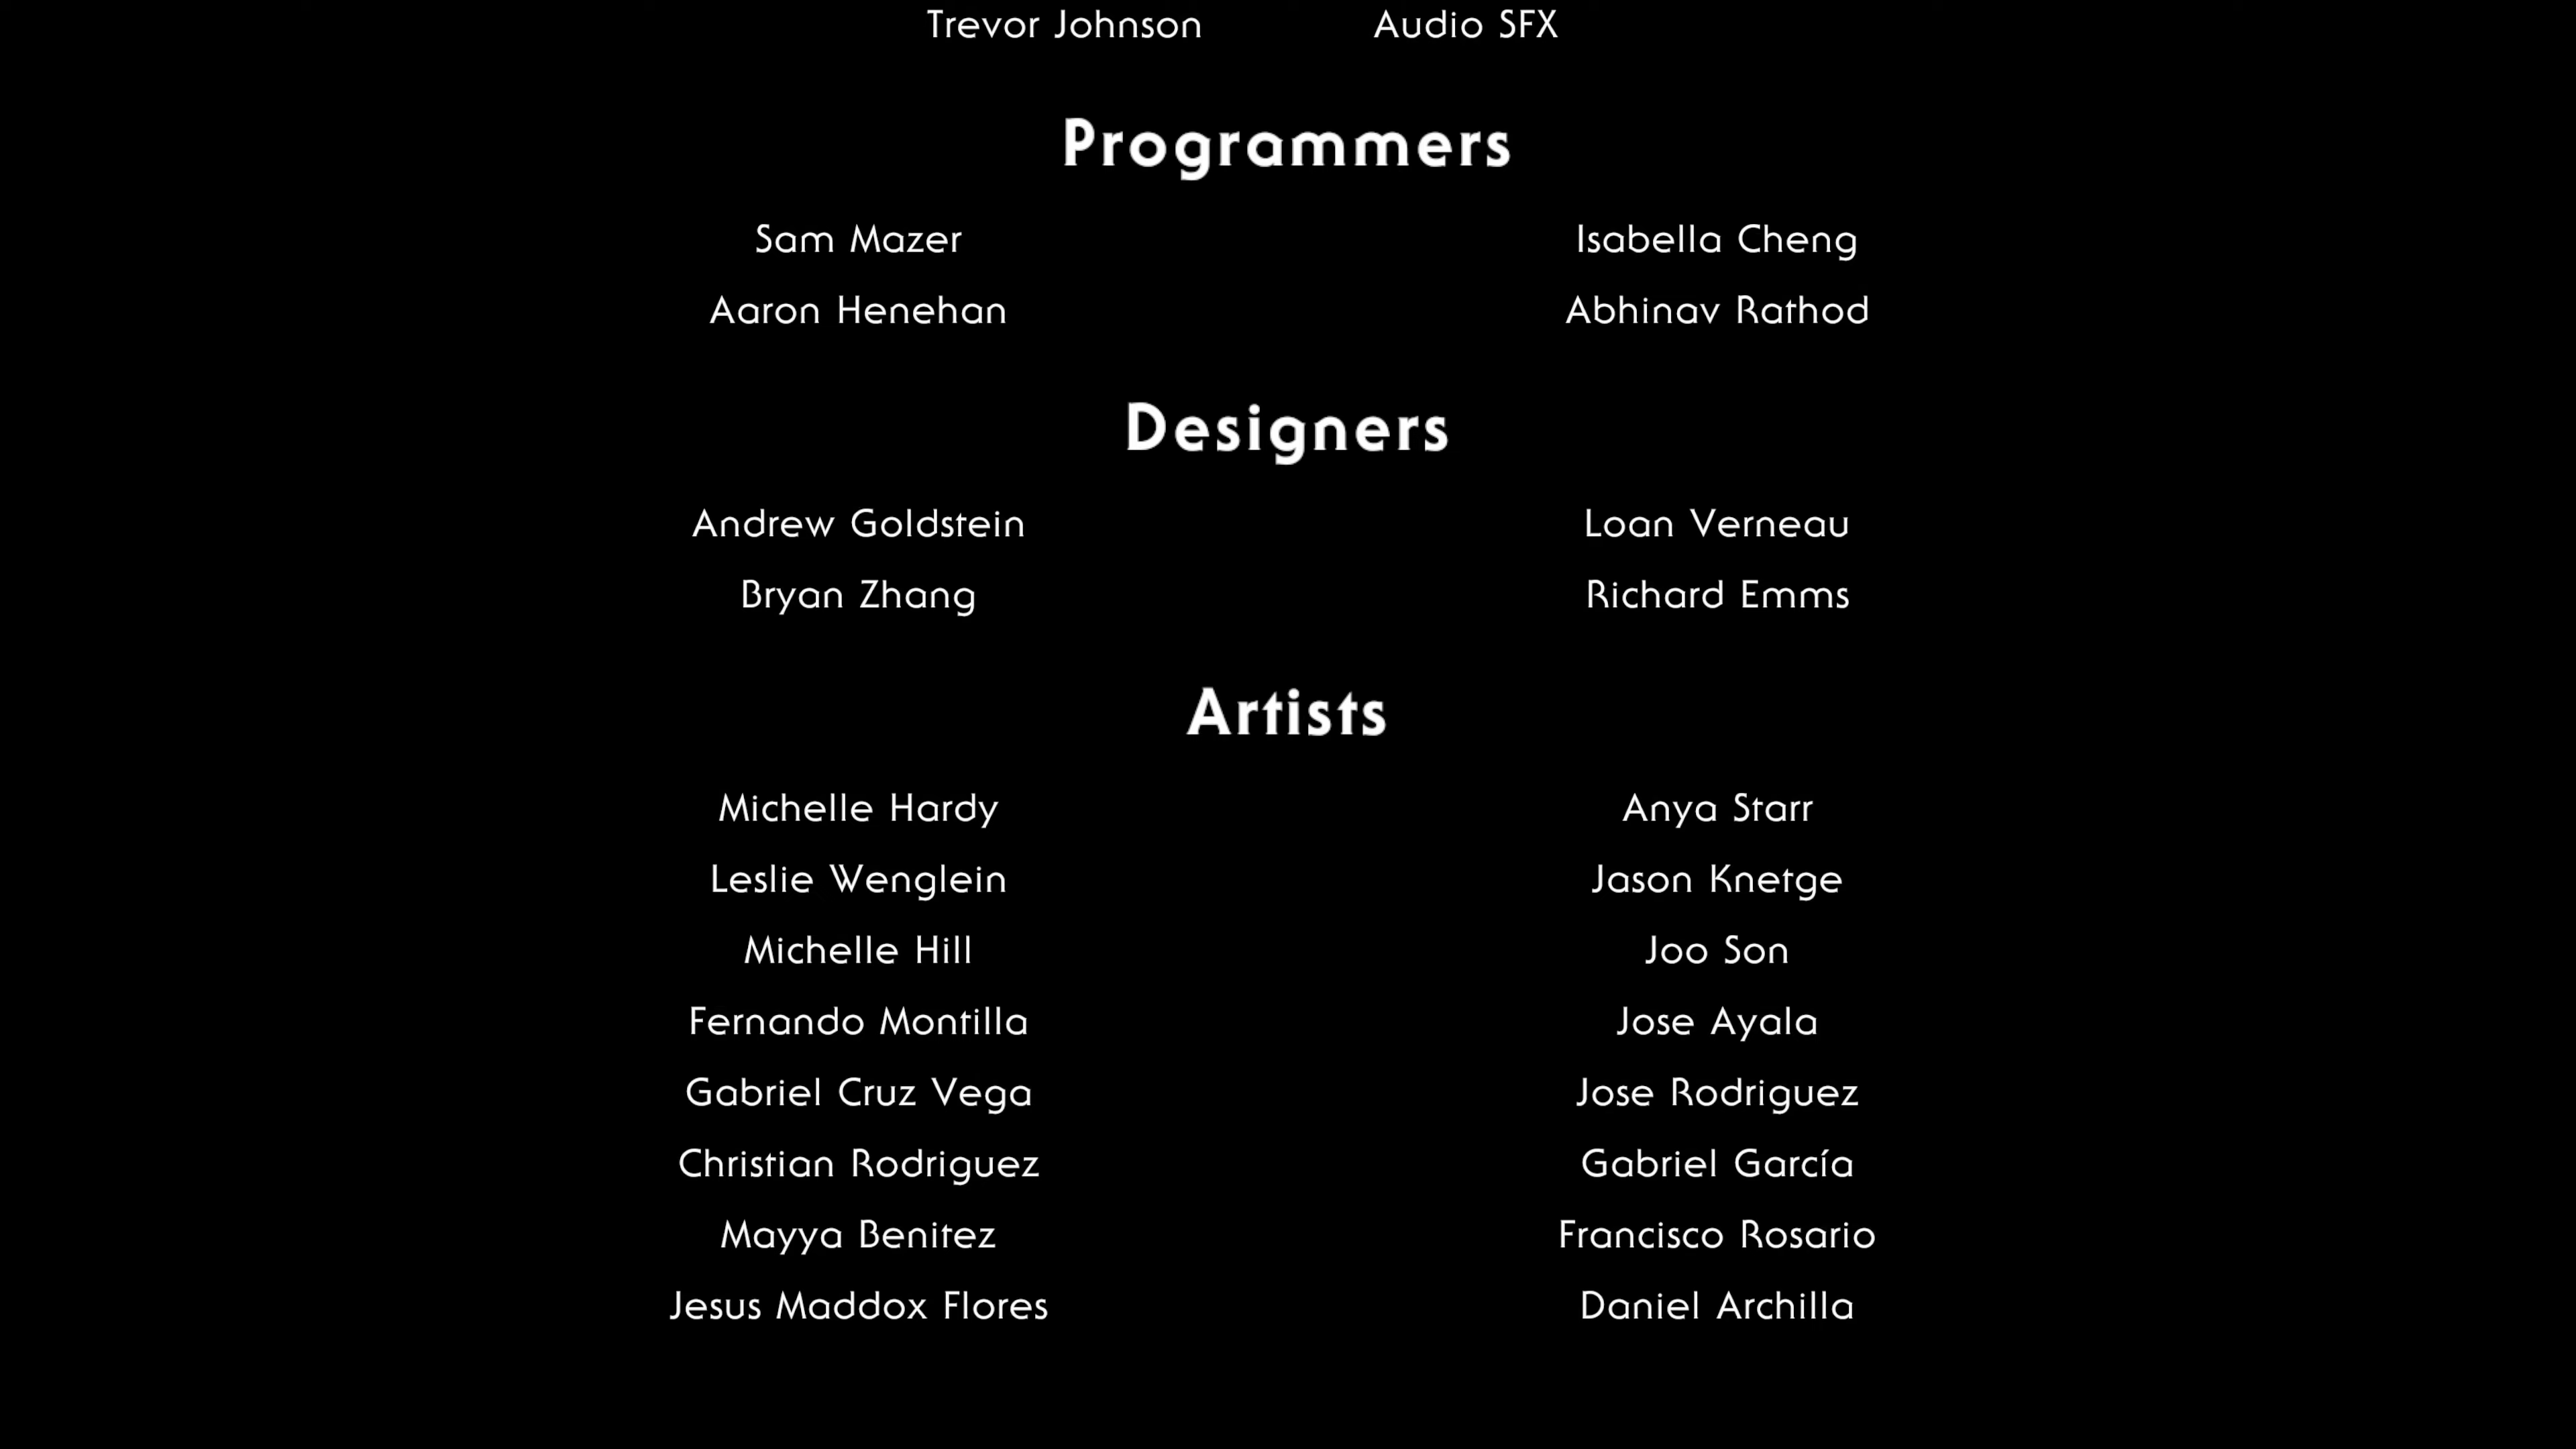 Trevor Johnson Audio SFX
Programmers
Sam Mazer Isabella Cheng
Aaron Henehan Abhinav Rathod
Designers
Andrew Goldstein Loan Verneau
Bryan Zhang Richard Emms
Artists
Michelle Hardy Anya Starr
Leslie Wenglein Jason Knetge
Michelle Hill Joo Son
Fernando Montilla Jose Ayala
Gabriel Cruz Vega Jose Rodriguez
Christian Rodriguez Gabriel García
Mayya Benitez Francisco Rosario
Jesus Maddox Flores Daniel Archilla